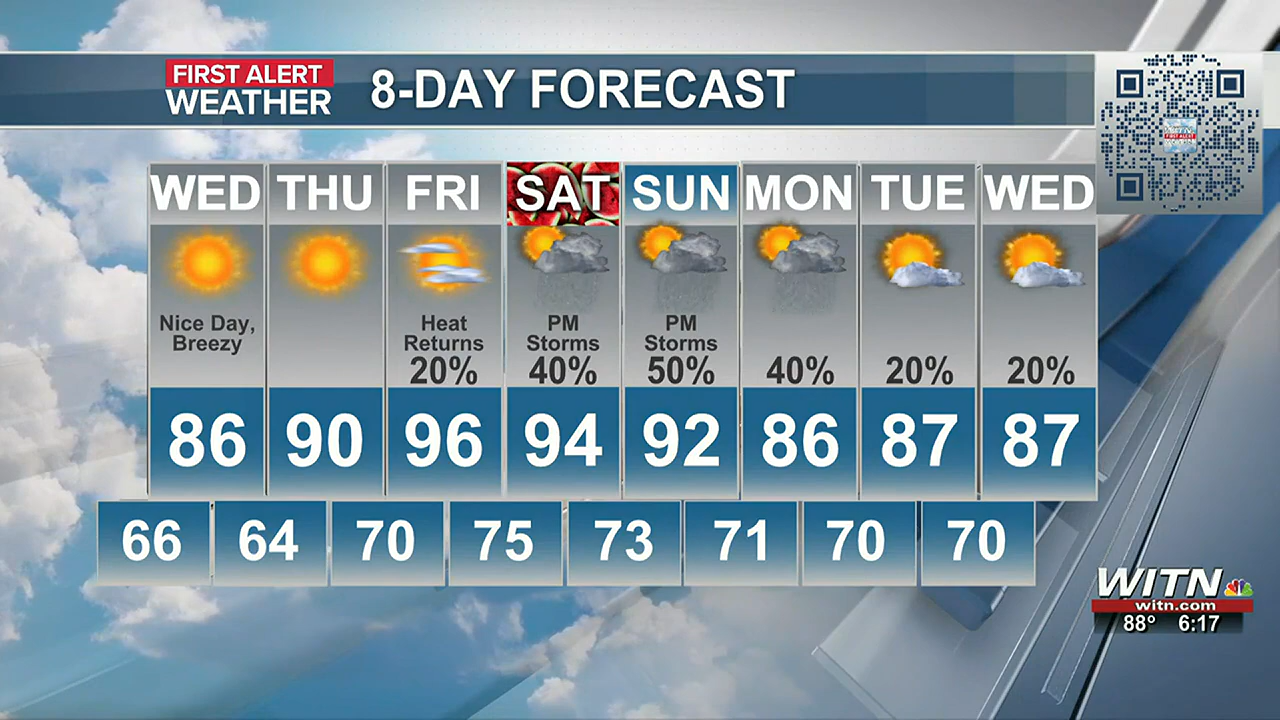 FIRST ALERT
WEATHER
8-DAY FORECAST
WED THU FRI SAT SUN MON TUE WED
Nice Day,
Breezy
Heat
Returns
20%
PM
Storms
40%
PM
Storms
50%
40%
20%
20%
86 90 96 94 92 86 87 87
66 64 70 75 73 71 70 70
WITN
witn.com
88° 6:17